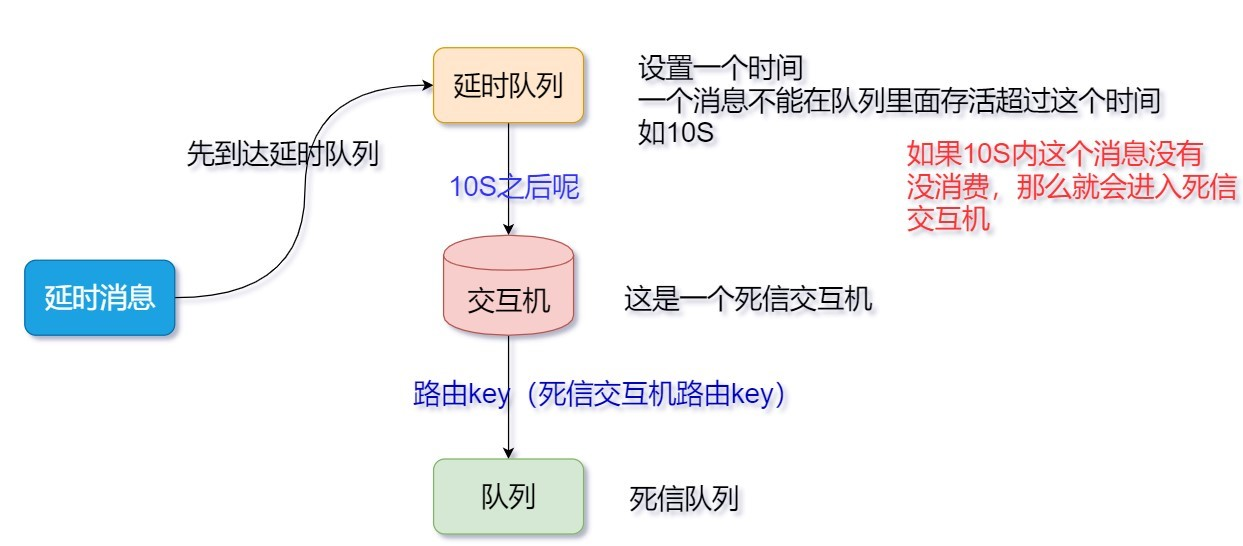 延时队列
设置一个时间
一个消息不能在队列里面存活超过这个时间
如10S
先到达延时队列
如果10S内这个消息没有
没消费，那么就会进入死信
交互机
10S之后呢
延时消息
交互机
这是一个死信交互机
路由key（死信交互机路由key）
队列
死信队列